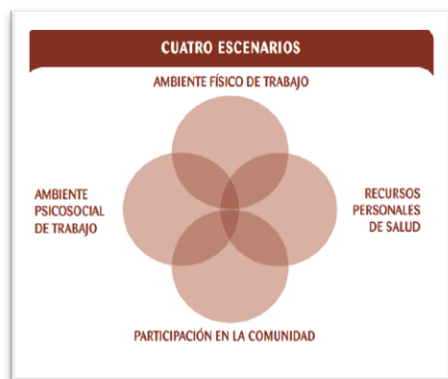 CUATRO ESCENARIOS
AMBIENTE FÍSICO DE TRABAJO
AMBIENTE
PSICOSOCIAL
DE TRABAJO
RECURSOS
PERSONALES
DE SALUD
PARTICIPACIÓN EN LA COMUNIDAD